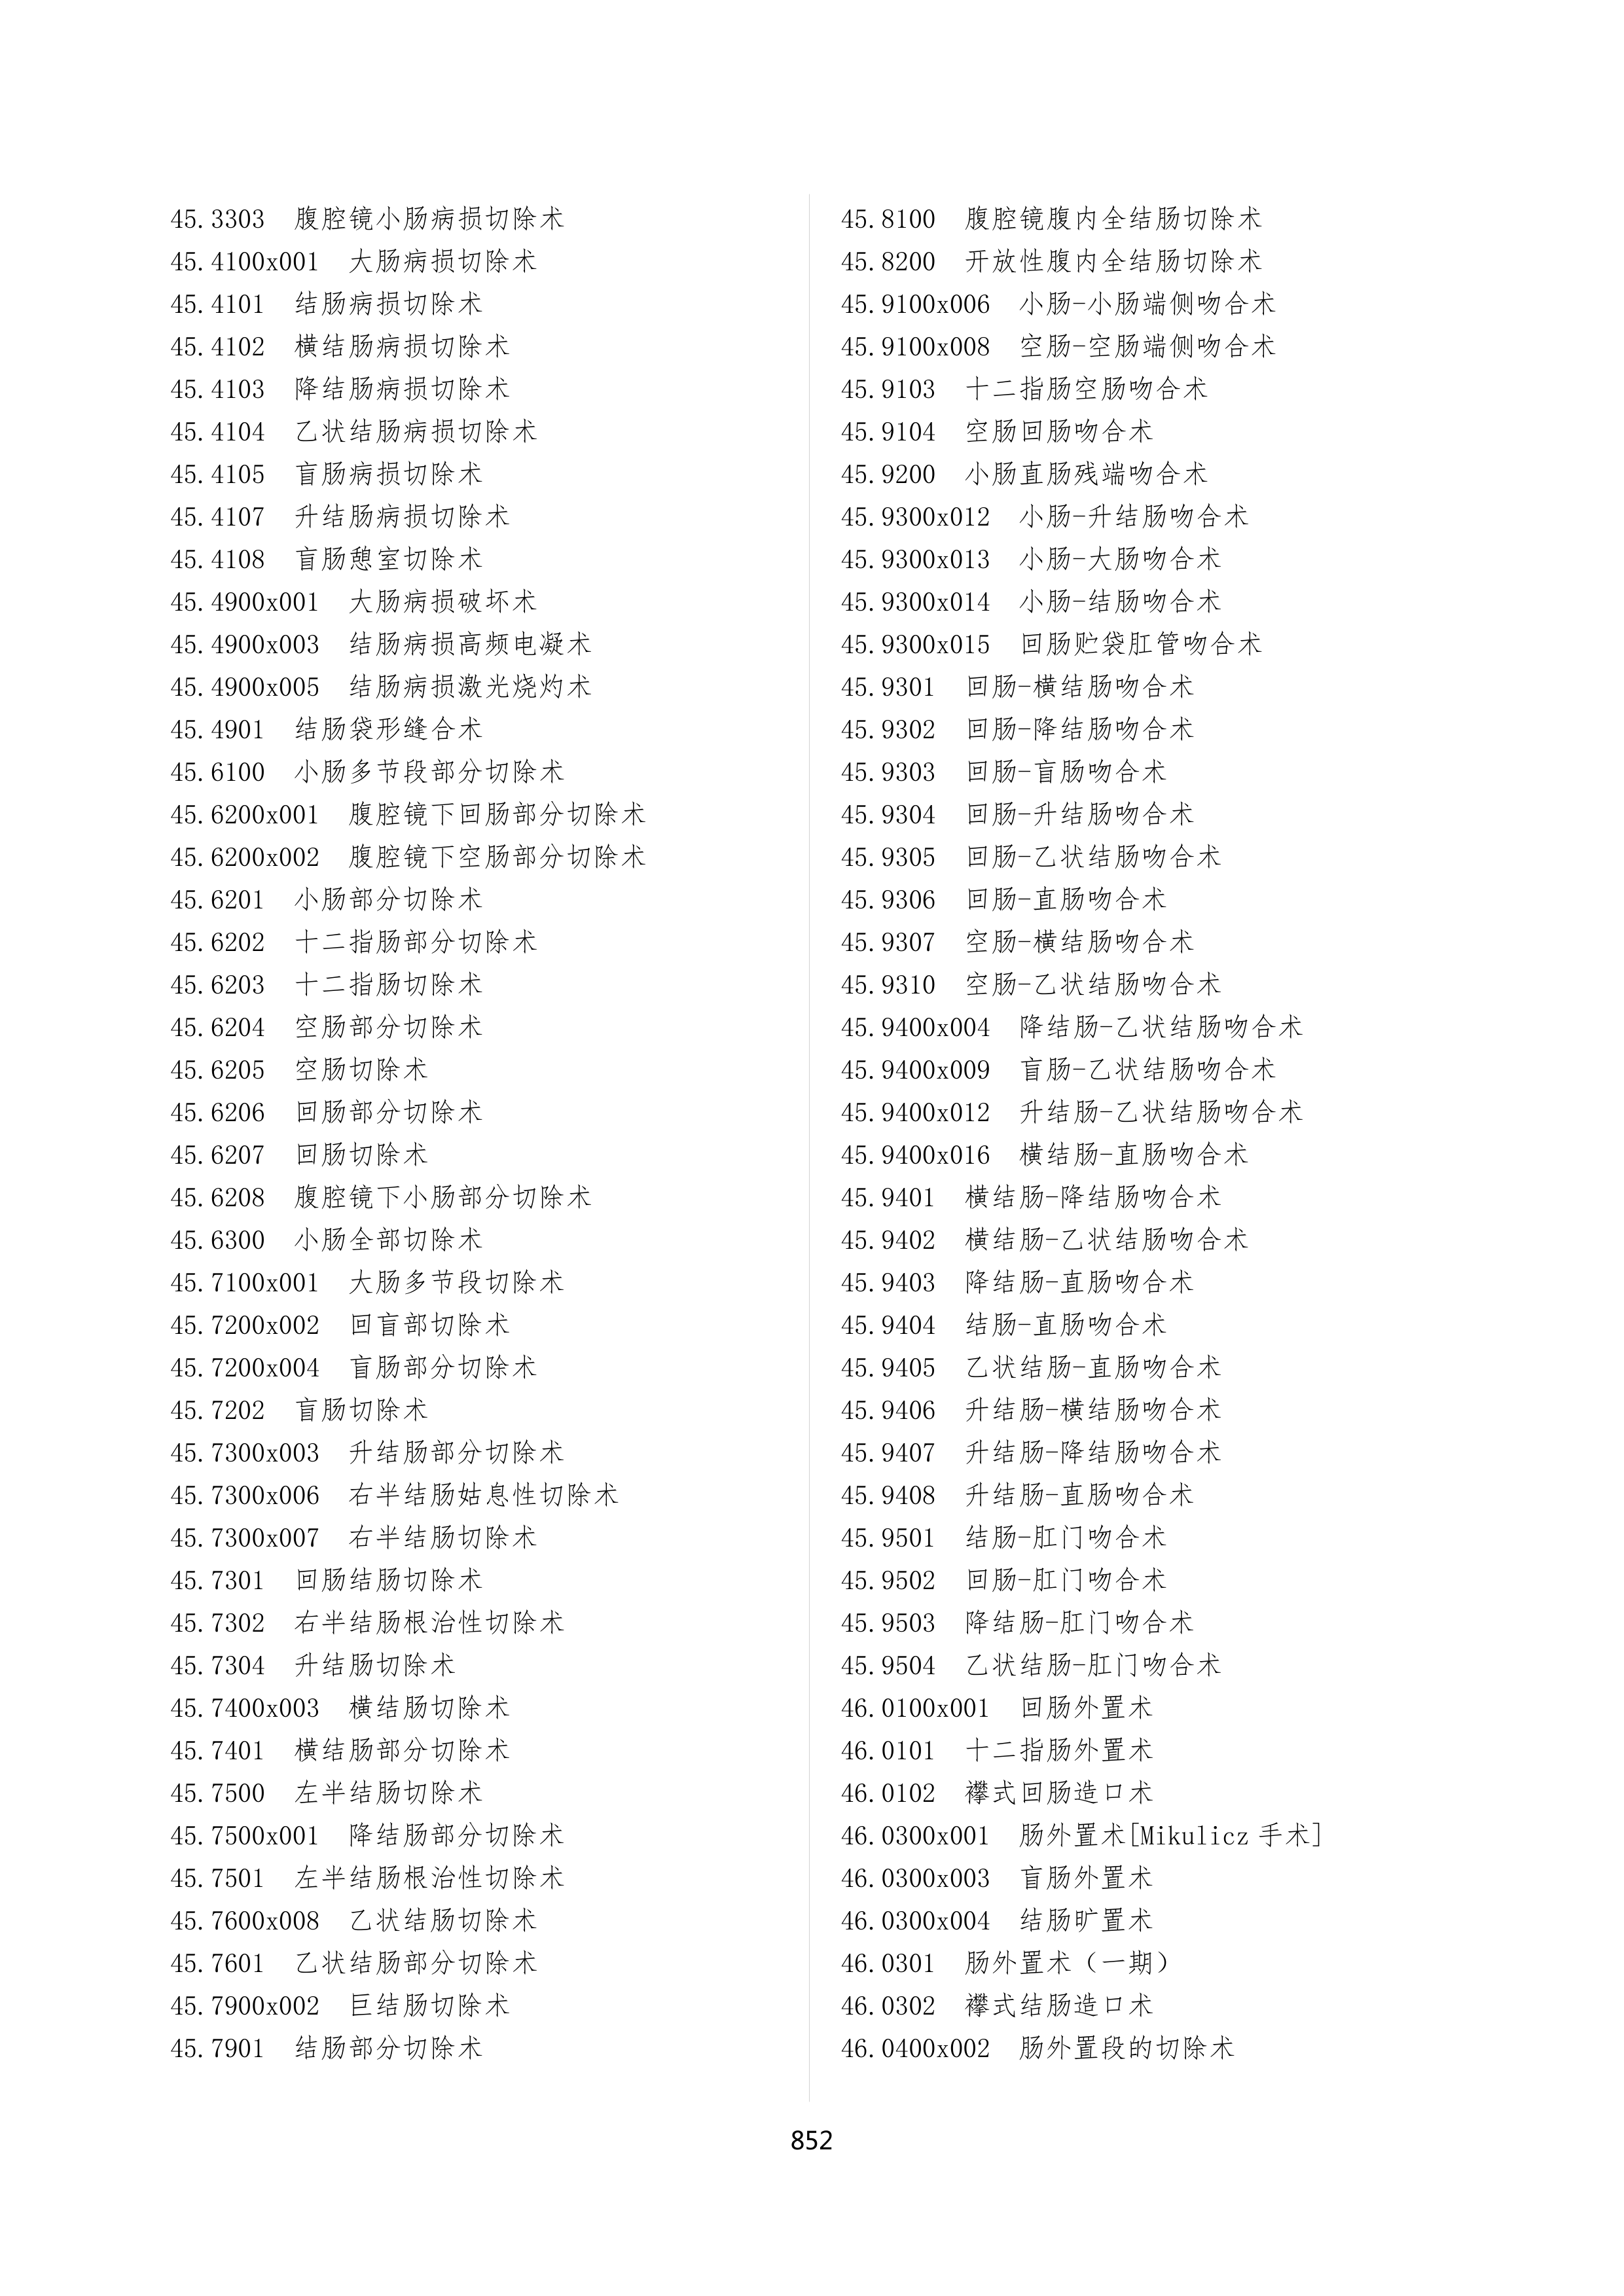 45.3303 腹腔镜小肠病损切除术
45.4100x001 大肠病损切除术
45.4101 结肠病损切除术
45.4102 横结肠病损切除术
45.4103 降结肠病损切除术
45.4104 乙状结肠病损切除术
45.4105 盲肠病损切除术
45.4107 升结肠病损切除术
45.4108 盲肠憩室切除术
45.4900x001 大肠病损破坏术
45.4900x003 结肠病损高频电凝术
45.4900x005 结肠病损激光烧灼术
45.4901 结肠袋形缝合术
45.6100 小肠多节段部分切除术
45.6200x001 腹腔镜下回肠部分切除术
45.6200x002 腹腔镜下空肠部分切除术
45.6201 小肠部分切除术
45.6202 十二指肠部分切除术
45.6203 十二指肠切除术
45.6204 空肠部分切除术
45.6205 空肠切除术
45.6206 回肠部分切除术
45.6207 回肠切除术
45.6208 腹腔镜下小肠部分切除术
45.6300 小肠全部切除术
45.7100x001 大肠多节段切除术
45.7200x002 回盲部切除术
45.7200x004 盲肠部分切除术
45.7202 盲肠切除术
45.7300x003 升结肠部分切除术
45.7300x006 右半结肠姑息性切除术
45.7300x007 右半结肠切除术
45.7301 回肠结肠切除术
45.7302 右半结肠根治性切除术
45.7304 升结肠切除术
45.7400x003 横结肠切除术
45.7401 横结肠部分切除术
45.7500 左半结肠切除术
45.7500x001 降结肠部分切除术
45.7501 左半结肠根治性切除术
45.7600x008 乙状结肠切除术
45.7601 乙状结肠部分切除术
45.7900x002 巨结肠切除术
45.7901 结肠部分切除术
45.8100 腹腔镜腹内全结肠切除术
45.8200 开放性腹内全结肠切除术
45.9100x006 小肠-小肠端侧吻合术
45.9100x008 空肠-空肠端侧吻合术
45.9103 十二指肠空肠吻合术
45.9104 空肠回肠吻合术
45.9200 小肠直肠残端吻合术
45.9300x012 小肠-升结肠吻合术
45.9300x013 小肠-大肠吻合术
45.9300x014 小肠-结肠吻合术
45.9300x015 回肠贮袋肛管吻合术
45.9301 回肠-横结肠吻合术
45.9302 回肠-降结肠吻合术
45.9303 回肠-盲肠吻合术
45.9304 回肠-升结肠吻合术
45.9305 回肠-乙状结肠吻合术
45.9306 回肠-直肠吻合术
45.9307 空肠-横结肠吻合术
45.9310 空肠-乙状结肠吻合术
45.9400x004 降结肠-乙状结肠吻合术
45.9400x009 盲肠-乙状结肠吻合术
45.9400x012 升结肠-乙状结肠吻合术
45.9400x016 横结肠-直肠吻合术
45.9401 横结肠-降结肠吻合术
45.9402 横结肠-乙状结肠吻合术
45.9403 降结肠-直肠吻合术
45.9404 结肠-直肠吻合术
45.9405 乙状结肠-直肠吻合术
45.9406 升结肠-横结肠吻合术
45.9407 升结肠-降结肠吻合术
45.9408 升结肠-直肠吻合术
45.9501 结肠-肛门吻合术
45.9502 回肠-肛门吻合术
45.9503 降结肠-肛门吻合术
45.9504 乙状结肠-肛门吻合术
46.0100x001 回肠外置术
46.0101 十二指肠外置术
46.0102 襻式回肠造口术
46.0300x001 肠外置术[Mikulicz 手术]
46.0300x003 盲肠外置术
46.0300x004 结肠旷置术
46.0301 肠外置术（一期）
46.0302 襻式结肠造口术
46.0400x002 肠外置段的切除术
852